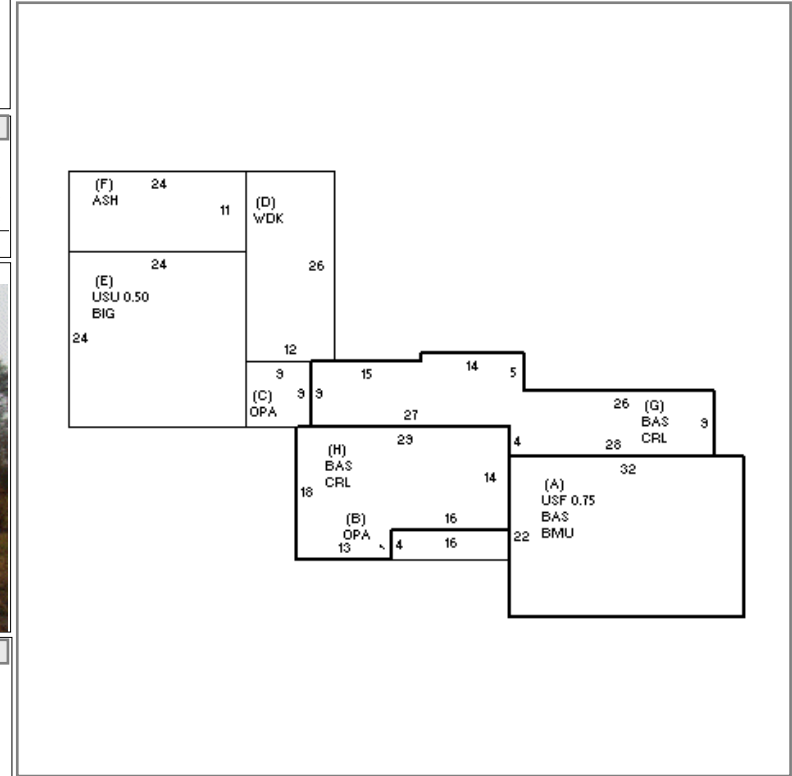 (F) 24
ASH
11
(D)
WDK
24
(E)
USU 0.50
BIG
26
24
12
9
15
14
5
(C) 9 9
OPA
27
26 (G)
BAS
CRL
9
29
4
28
(H)
BAS
CRL
14
18
32
(A)
USF 0.75
BAS
BMU
(B)
OPA
16
13
4
16
22